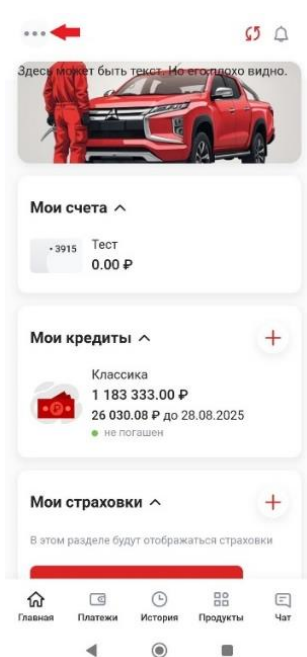 Здесь может быть текст. Но его плохо видно.
Мои счета
• 3915 Тест
0.00 ₽
Мои кредиты
Классика
1 183 333.00 ₽
26 030.08 ₽ до 28.08.2025
не погашен
Мои страховки
В этом разделе будут отображаться страховки
Главная Платежи История Продукты Чат